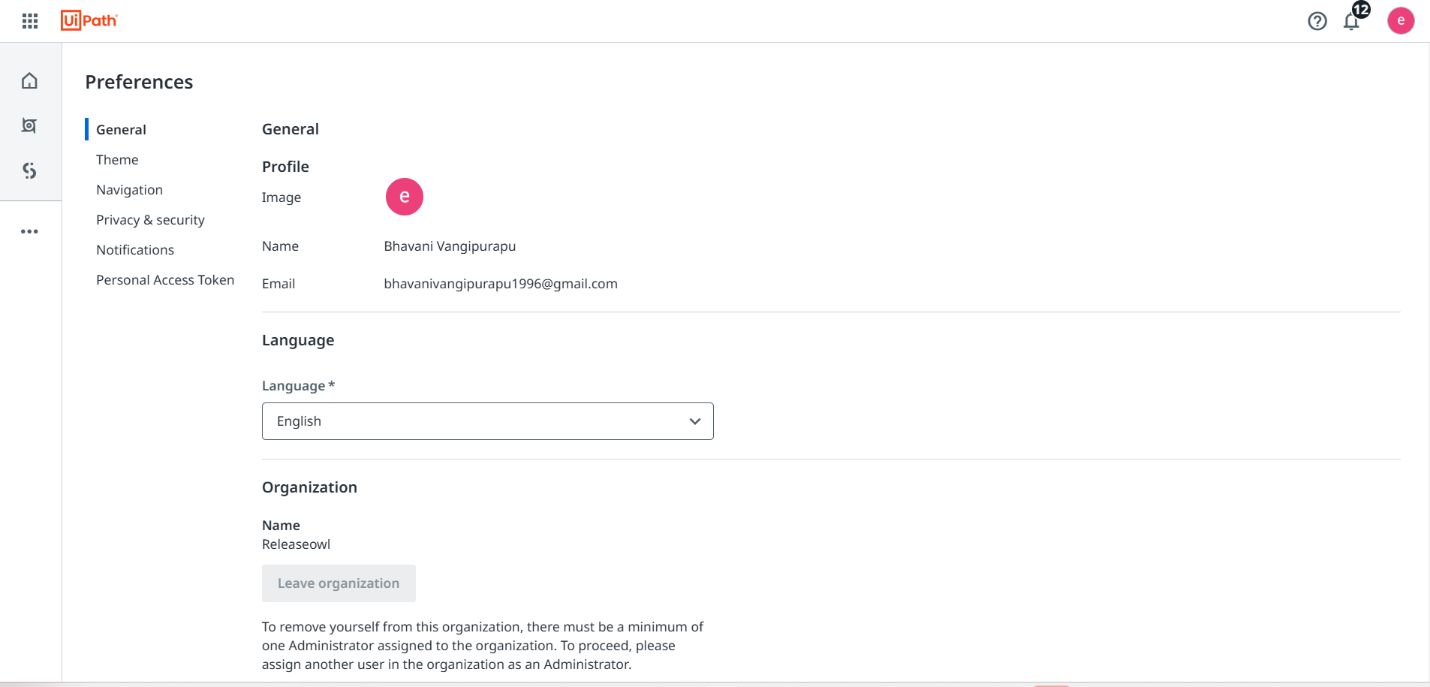 UiPath
12
e
Preferences
General
Theme
Navigation
Privacy & security
Notifications
Personal Access Token
General
Profile
Image
e
Name
Bhavani Vangipurapu
Email
bhavanivangipurapu1996@gmail.com
Language
Language *
English
Organization
Name
Releaseowl
Leave organization
To remove yourself from this organization, there must be a minimum of
one Administrator assigned to the organization. To proceed, please
assign another user in the organization as an Administrator.